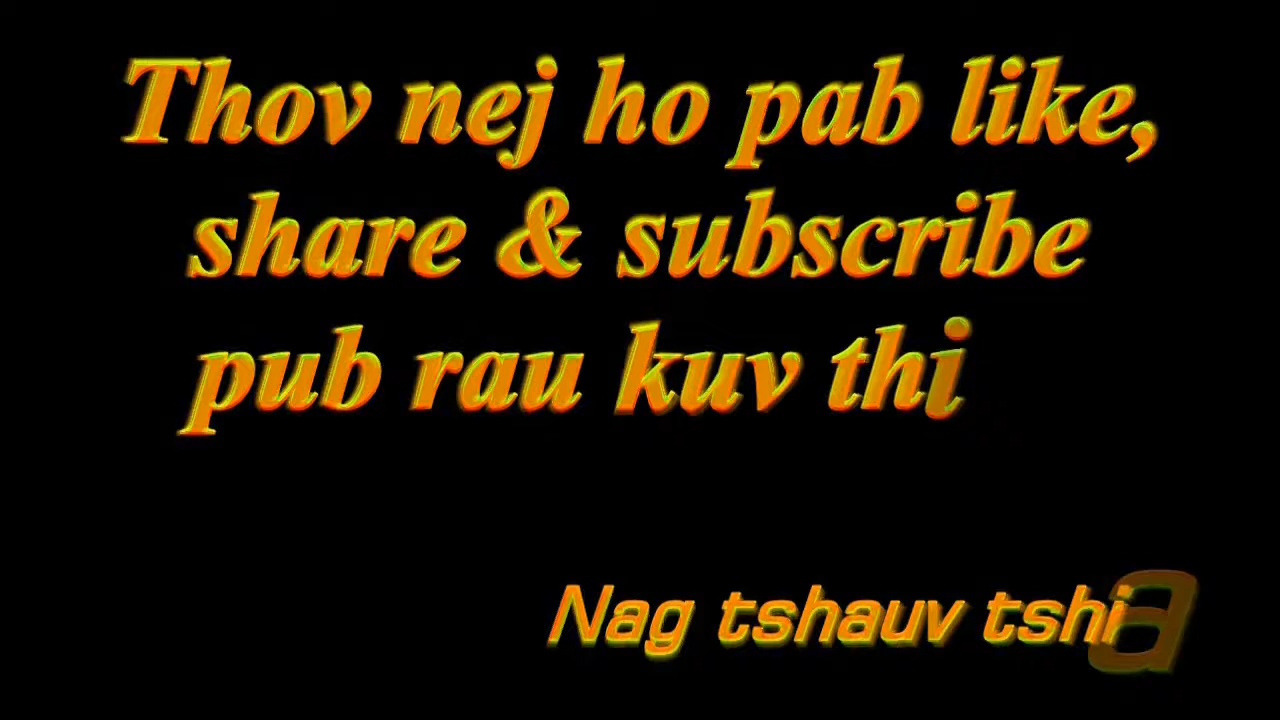 Thov nej ho pab like,
share & subscribe
pub rau kuv thi
Nag tshauv tshia